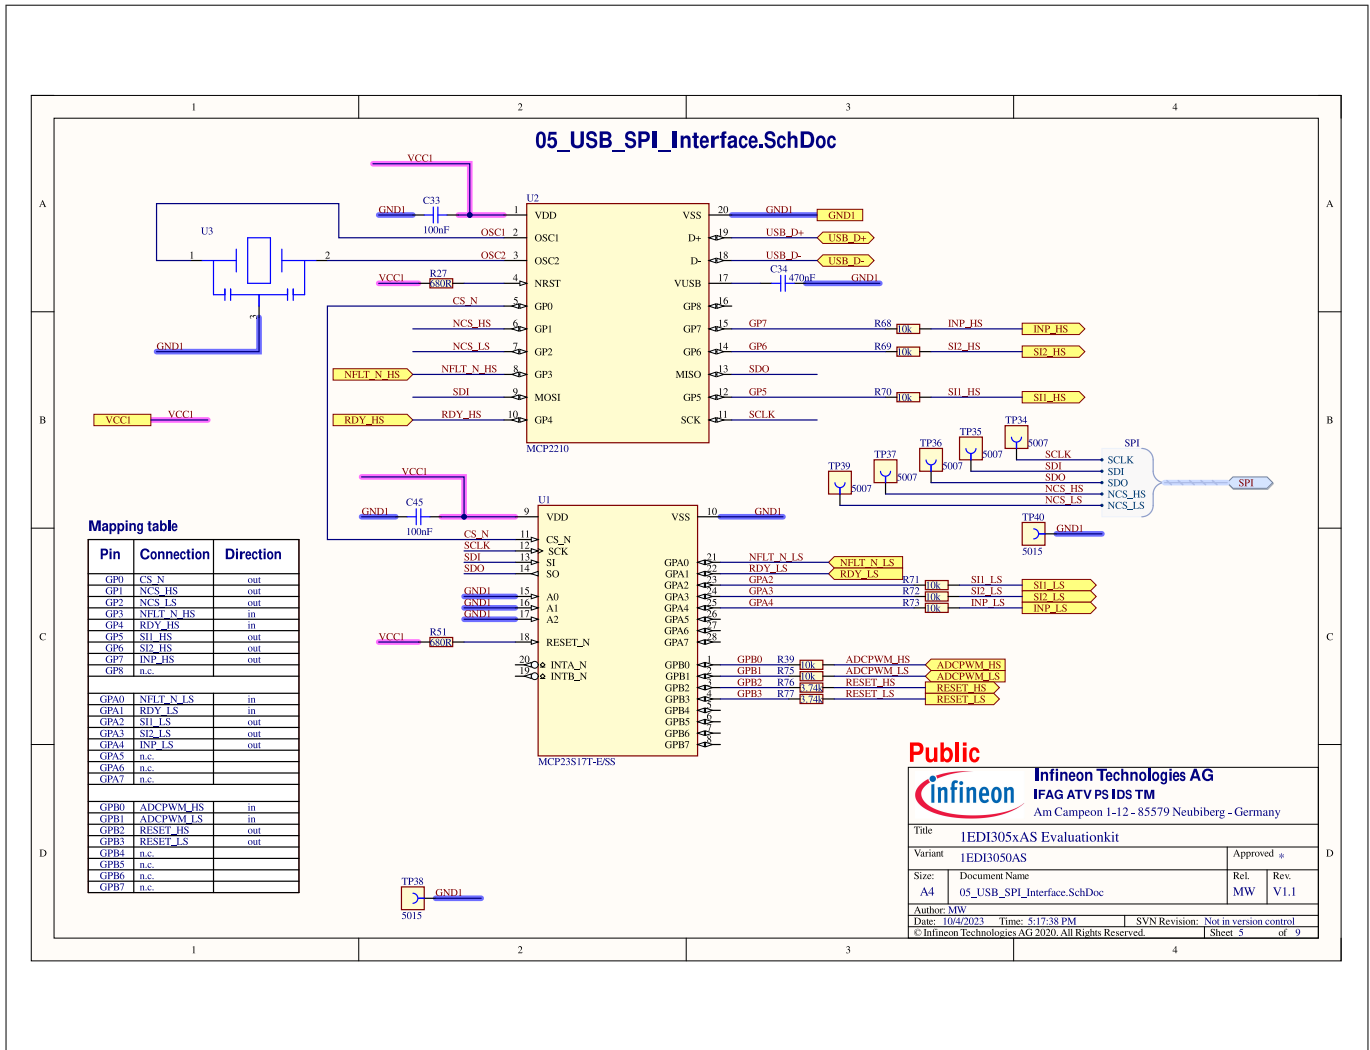 1 2 3 4
05_USB_SPI_Interface.SchDoc
A A
B B
C C
D D
VCC1
GND1 C33 100nF
U2
1 VDD VSS 20 GND1 GND1
OSC1 2 OSC1 D+ 19 USB_D+ USB_D+
OSC2 3 OSC2 D- 18 USB_D- USB_D-
VCC1 R27 680R 4 NRST VUSB 17 C34 470nF GND1
CS_N 5 GP0 GP8 16
NCS_HS 6 GP1 GP7 15 GP7 R68 10k INP_HS INP_HS
NCS_LS 7 GP2 GP6 14 GP6 R69 10k SI2_HS SI2_HS
NFLT_N_HS NFLT_N_HS 8 GP3 MISO 13 SDO
SDI 9 MOSI GP5 12 GP5 R70 10k SI1_HS SI1_HS
RDY_HS RDY_HS 10 GP4 SCK 11 SCLK
MCP2210
U3
1 2
3
GND1
VCC1 VCC1
TP34 5007
TP35 5007
TP36 5007
TP37 5007
TP39 5007
SPI
SCLK SCLK
SDI SDI
SDO SDO
NCS_HS NCS_HS
NCS_LS NCS_LS
SPI
TP40 GND1
5015
VCC1
GND1 C45 100nF
U1
9 VDD VSS 10 GND1
CS_N 11 CS_N
SCLK 12 SCK
SDI 13 SI
SDO 14 SO
GND1 15 A0
GND1 16 A1
GND1 17 A2
VCC1 R51 680R 18 RESET_N
20 INTA_N
19 INTB_N
GPA0 21 NFLT_N_LS NFLT_N_LS
GPA1 22 RDY_LS RDY_LS
GPA2 23 GPA2 R71 10k SI1_LS SI1_LS
GPA3 24 GPA3 R72 10k SI2_LS SI2_LS
GPA4 25 GPA4 R73 10k INP_LS INP_LS
GPA5 26
GPA6 27
GPA7 28
GPB0 1 GPB0 R39 10k ADCPWM_HS ADCPWM_HS
GPB1 2 GPB1 R75 10k ADCPWM_LS ADCPWM_LS
GPB2 3 GPB2 R76 3.74k RESET_HS RESET_HS
GPB3 4 GPB3 R77 3.74k RESET_LS RESET_LS
GPB4 5
GPB5 6
GPB6 7
GPB7 8
MCP23S17T-E/SS
Mapping table
Pin Connection Direction
GP0 CS_N out
GP1 NCS_HS out
GP2 NCS_LS out
GP3 NFLT_N_HS in
GP4 RDY_HS in
GP5 SI1_HS out
GP6 SI2_HS out
GP7 INP_HS out
GP8 n.c.
GPA0 NFLT_N_LS in
GPA1 RDY_LS in
GPA2 SI1_LS out
GPA3 SI2_LS out
GPA4 INP_LS out
GPA5 n.c.
GPA6 n.c.
GPA7 n.c.
GPB0 ADCPWM_HS in
GPB1 ADCPWM_LS in
GPB2 RESET_HS out
GPB3 RESET_LS out
GPB4 n.c.
GPB5 n.c.
GPB6 n.c.
GPB7 n.c.
TP38 GND1
5015
Public
infineon
Infineon Technologies AG
IFAG ATV PS IDS TM
Am Campeon 1-12 - 85579 Neubiberg - Germany
Title 1EDI305xAS Evaluationkit
Variant 1EDI3050AS Approved *
Size: Document Name Rel. Rev.
A4 05_USB_SPI_Interface.SchDoc MW V1.1
Author: MW
Date: 10/4/2023 Time: 5:17:38 PM SVN Revision: Not in version control
© Infineon Technologies AG 2020. All Rights Reserved. Sheet 5 of 9
1 2 3 4